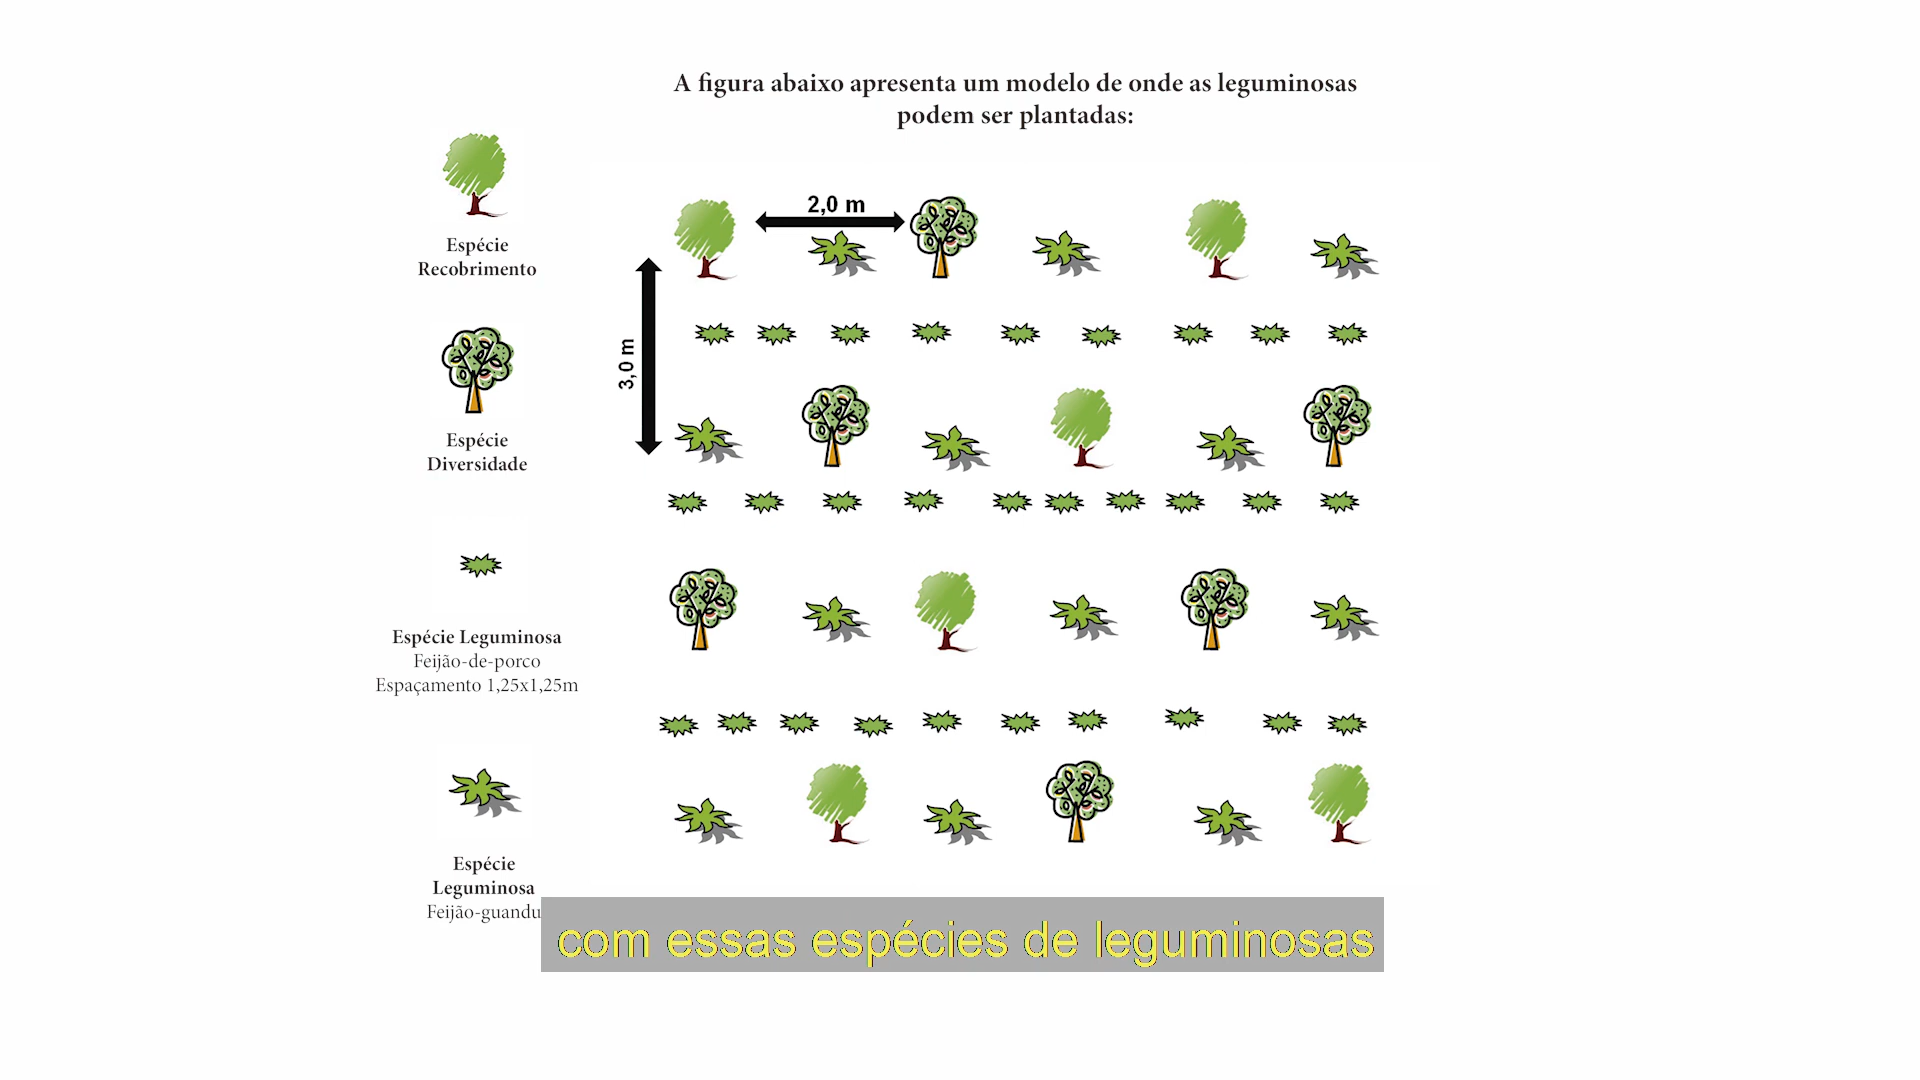 A figura abaixo apresenta um modelo de onde as leguminosas
podem ser plantadas:
Espécie
Recobrimento
Espécie
Diversidade
Espécie Leguminosa
Feijão-de-porco
Espaçamento 1,25x1,25m
Espécie
Leguminosa
Feijão-guandu
2,0 m
3,0 m
com essas espécies de leguminosas